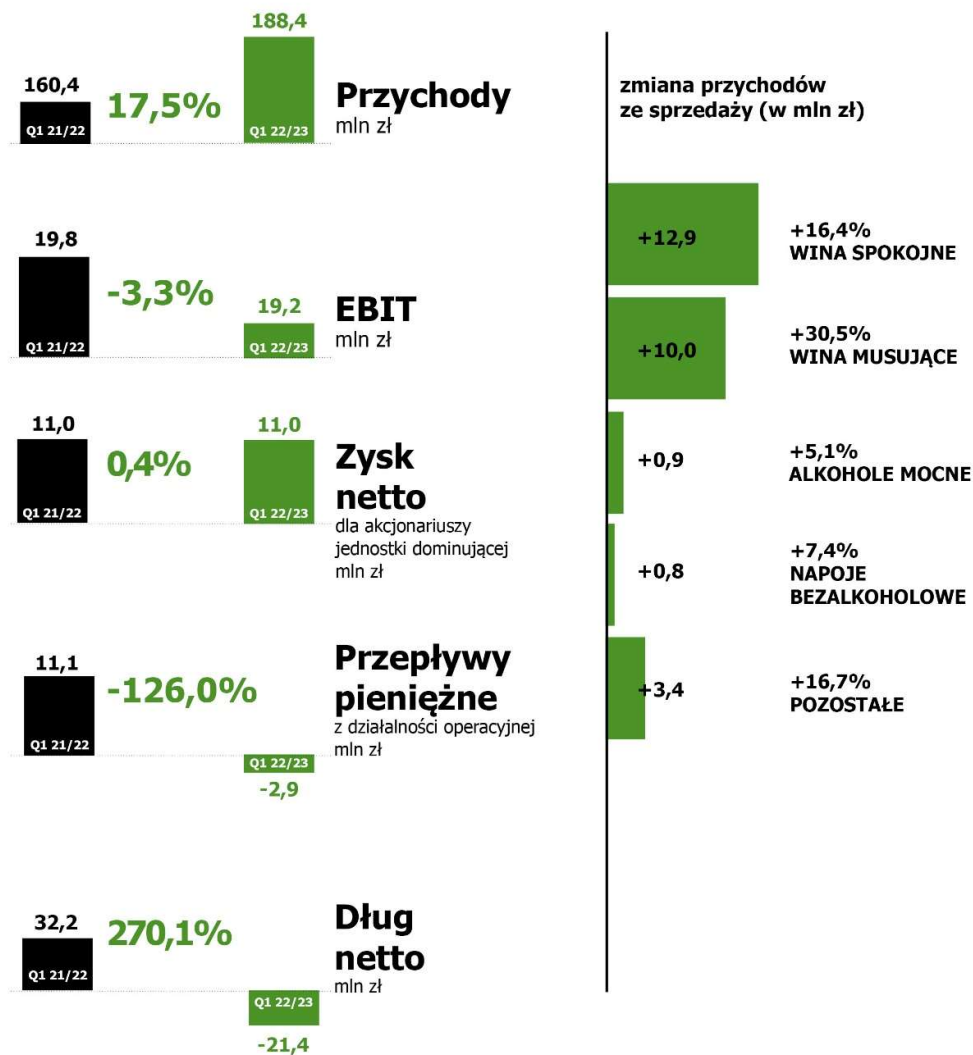 188,4
160,4
17,5%
Przychody
mln zł
Q1 21/22
Q1 22/23
19,8
-3,3%
19,2
EBIT
mln zł
Q1 21/22
Q1 22/23
11,0
11,0
0,4%
Zysk
netto
dla akcjonariuszy
jednostki dominującej
mln zł
Q1 21/22
Q1 22/23
11,1
-126,0%
Przepływy
pieniężne
z działalności operacyjnej
mln zł
Q1 21/22
Q1 22/23
-2,9
32,2
270,1%
Dług
netto
mln zł
Q1 21/22
Q1 22/23
-21,4
zmiana przychodów
ze sprzedaży (w mln zł)
+12,9
+16,4%
WINA SPOKOJNE
+10,0
+30,5%
WINA MUSUJĄCE
+0,9
+5,1%
ALKOHOLE MOCNE
+0,8
+7,4%
NAPOJE
BEZALKOHOLOWE
+3,4
+16,7%
POZOSTAŁE